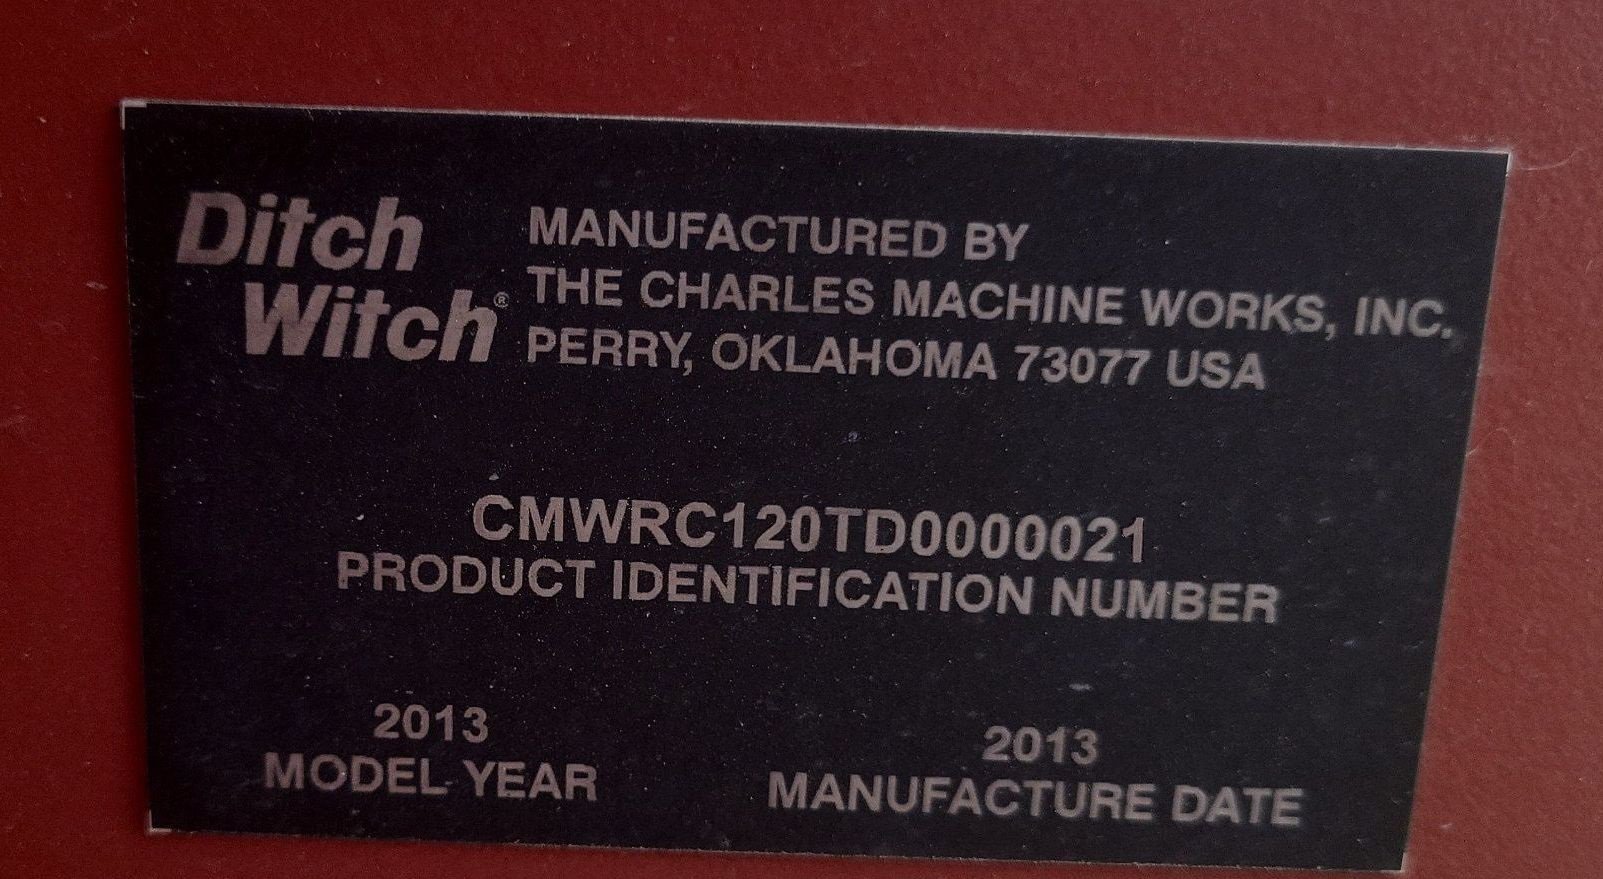 Ditch
Witch®
MANUFACTURED BY
THE CHARLES MACHINE WORKS, INC.
PERRY, OKLAHOMA 73077 USA
CMWRC120TD0000021
PRODUCT IDENTIFICATION NUMBER
2013
MODEL YEAR
2013
MANUFACTURE DATE